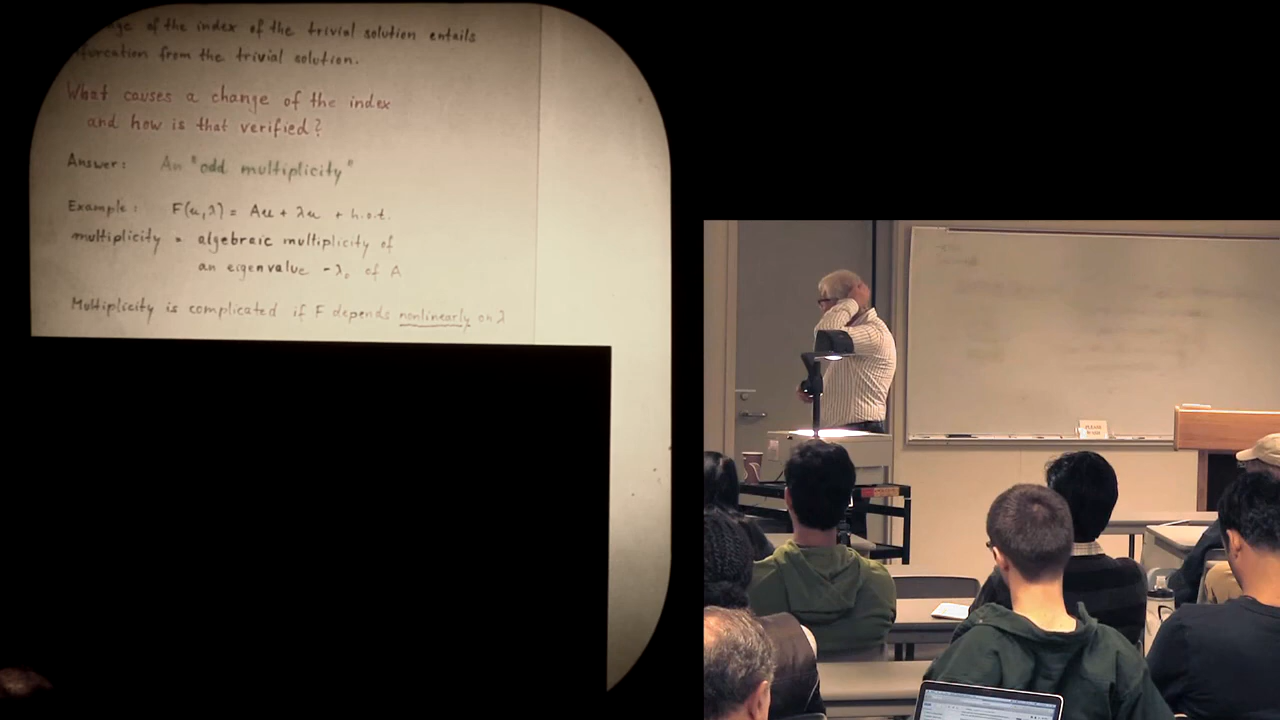 of the index of the trivial solution entails
from the trivial solution.
What causes a change of the index
and how is that verified?
Answer: An "odd multiplicity"
Example: F(u,λ) = Au + λu + h.o.t.
multiplicity = algebraic multiplicity of
an eigenvalue -λ₀ of A
Multiplicity is complicated if F depends nonlinearly on λ
PLEASE